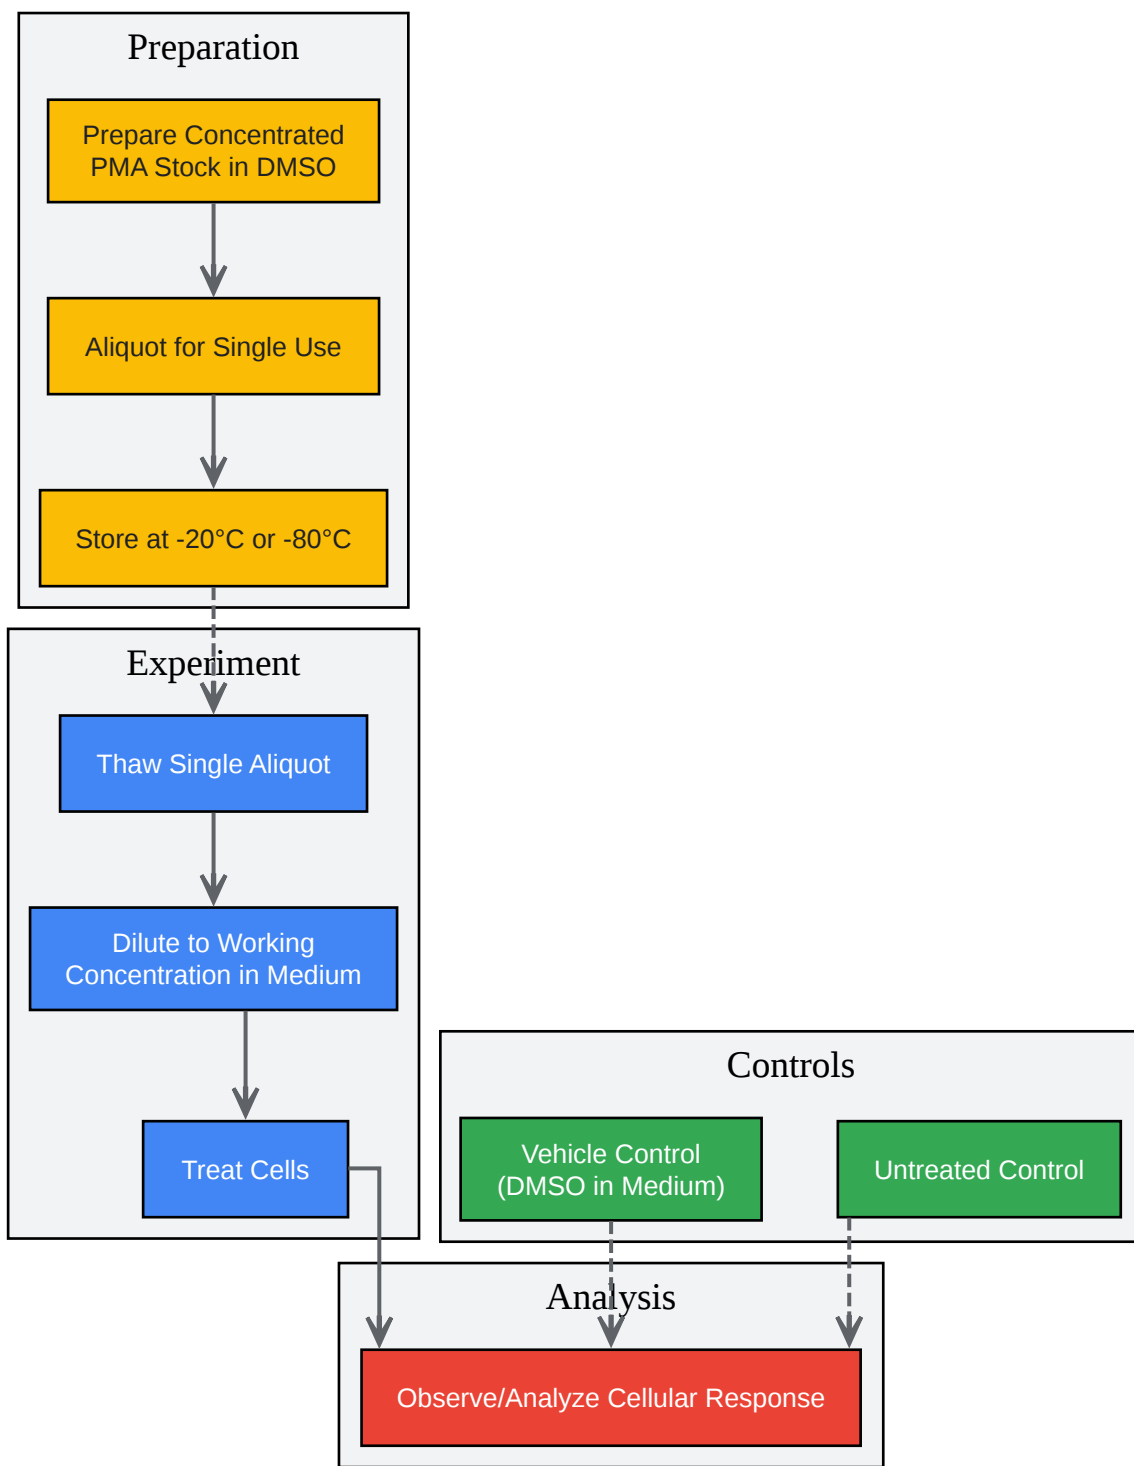 Preparation
Prepare Concentrated
PMA Stock in DMSO
Aliquot for Single Use
Store at -20°C or -80°C
Experiment
Thaw Single Aliquot
Dilute to Working
Concentration in Medium
Treat Cells
Controls
Vehicle Control
(DMSO in Medium)
Untreated Control
Analysis
Observe/Analyze Cellular Response